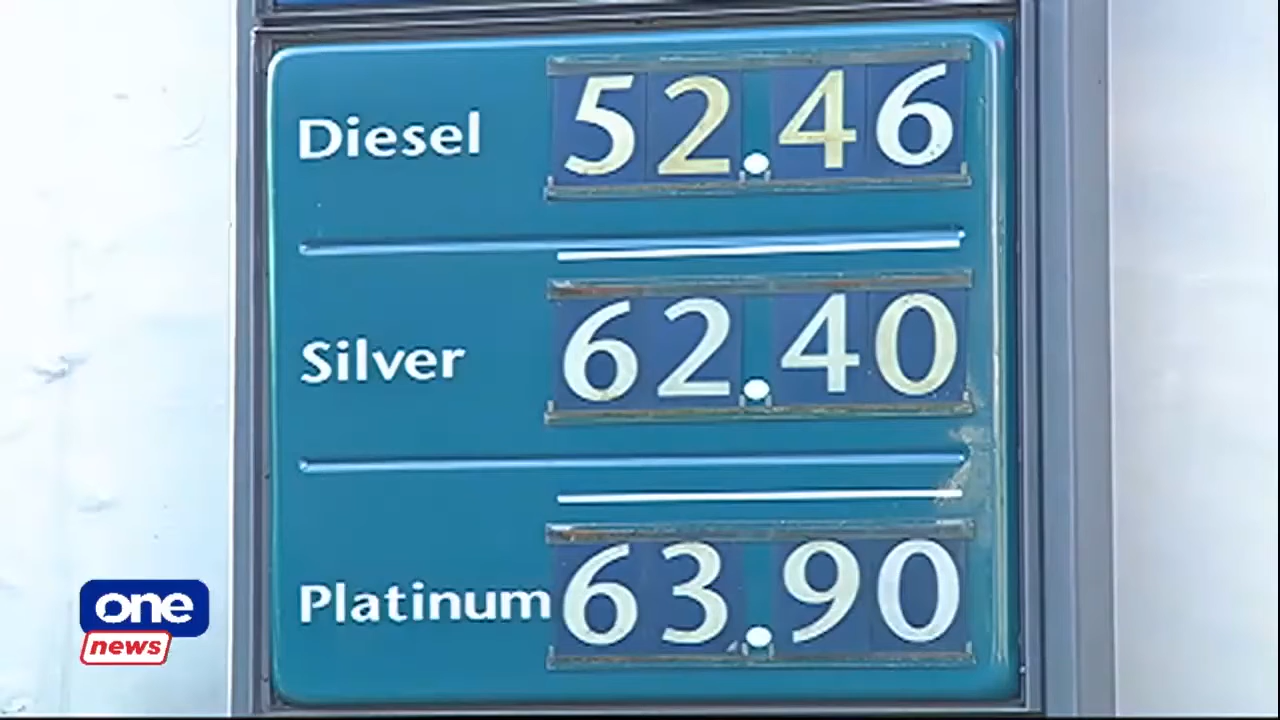 Diesel 52.46
Silver 62.40
Platinum 63.90
one
news